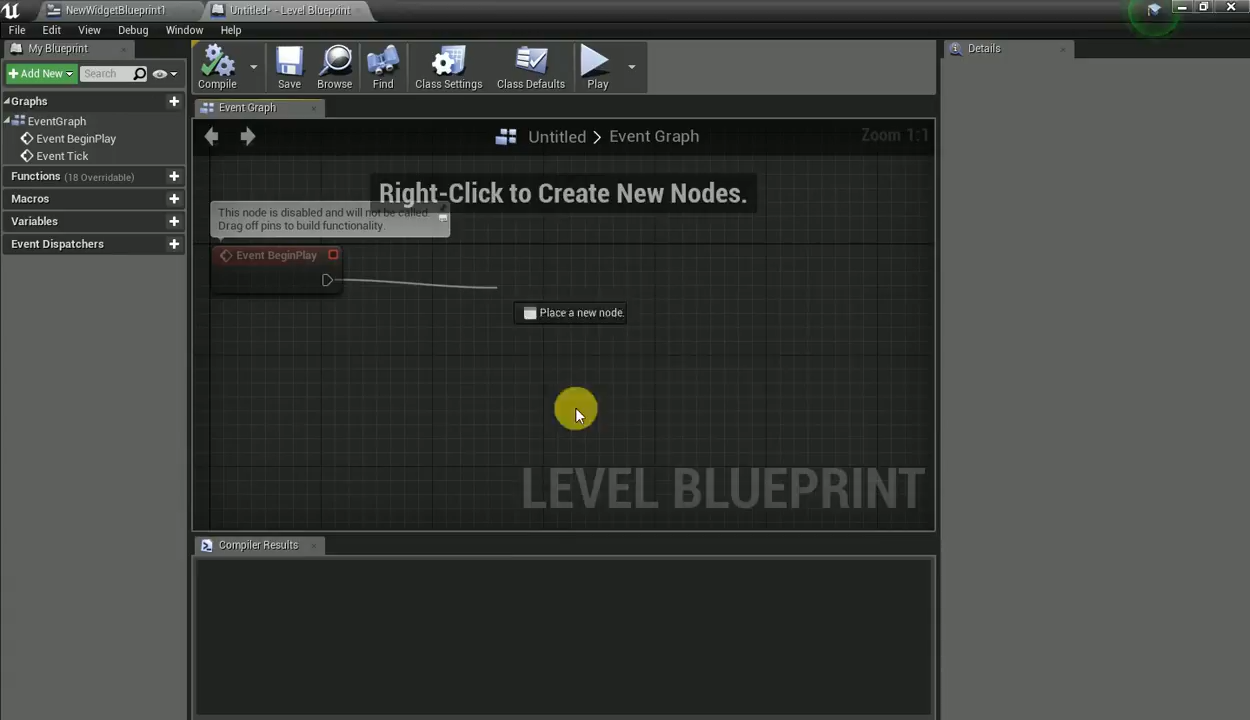 NewWidgetBlueprint1
Untitled* - Level Blueprint
File Edit View Debug Window Help
My Blueprint
Details
Add New
Search
Compile
Save
Browse
Find
Class Settings
Class Defaults
Play
Graphs
EventGraph
Event BeginPlay
Event Tick
Functions (18 Overridable)
Macros
Variables
Event Dispatchers
Event Graph
Untitled > Event Graph
Zoom 1:1
Right-Click to Create New Nodes.
This node is disabled and will not be called.
Drag off pins to build functionality.
Event BeginPlay
Place a new node.
LEVEL BLUEPRINT
Compiler Results